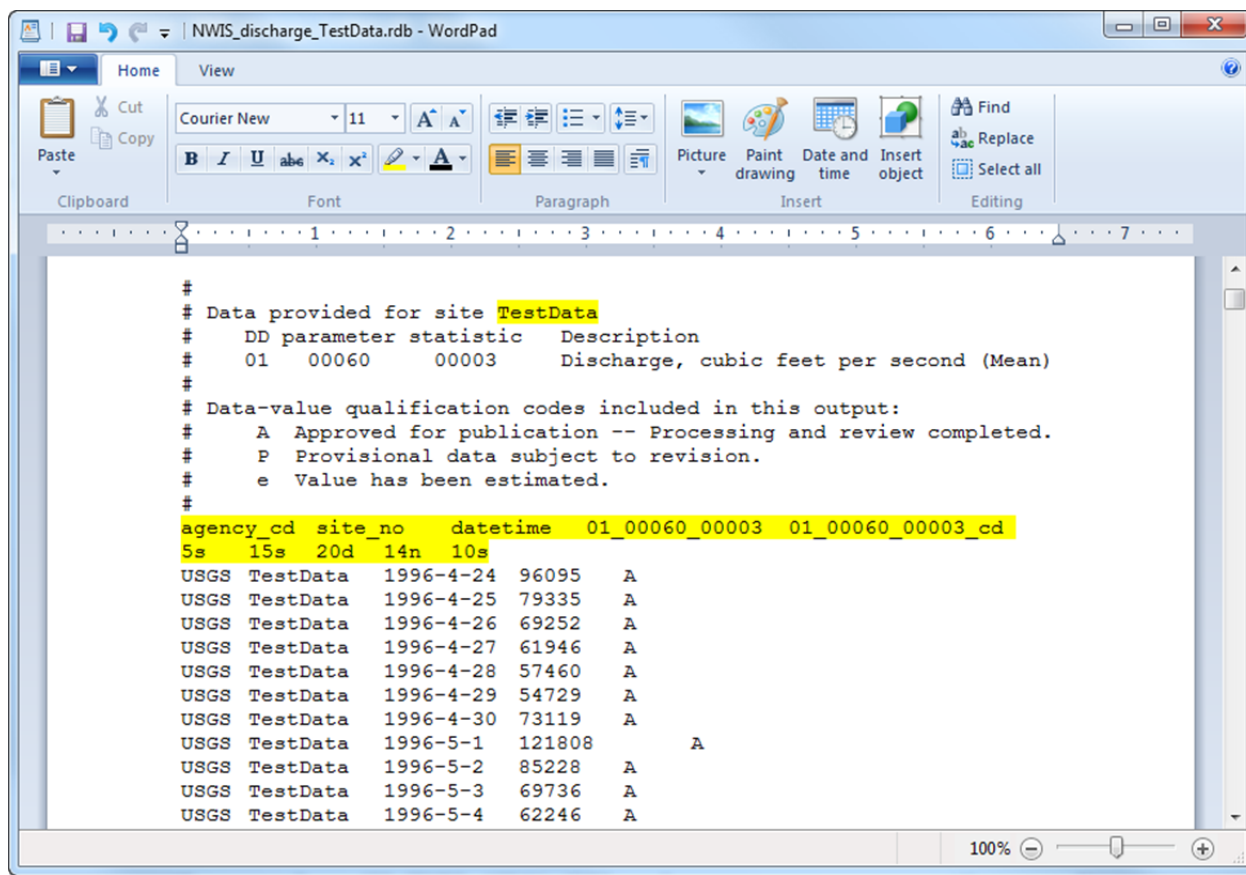 NWIS_discharge_TestData.rdb - WordPad
Home View
Cut
Copy
Paste
Clipboard
Courier New 11
Font
Paragraph
Picture
Paint drawing
Date and time
Insert object
Insert
Find
Replace
Select all
Editing
1 2 3 4 5 6 7
#
# Data provided for site TestData
# DD parameter statistic Description
# 01 00060 00003 Discharge, cubic feet per second (Mean)
#
# Data-value qualification codes included in this output:
# A Approved for publication -- Processing and review completed.
# P Provisional data subject to revision.
# e Value has been estimated.
#
agency_cd site_no datetime 01_00060_00003 01_00060_00003_cd
5s 15s 20d 14n 10s
USGS TestData 1996-4-24 96095 A
USGS TestData 1996-4-25 79335 A
USGS TestData 1996-4-26 69252 A
USGS TestData 1996-4-27 61946 A
USGS TestData 1996-4-28 57460 A
USGS TestData 1996-4-29 54729 A
USGS TestData 1996-4-30 73119 A
USGS TestData 1996-5-1 121808 A
USGS TestData 1996-5-2 85228 A
USGS TestData 1996-5-3 69736 A
USGS TestData 1996-5-4 62246 A
100%